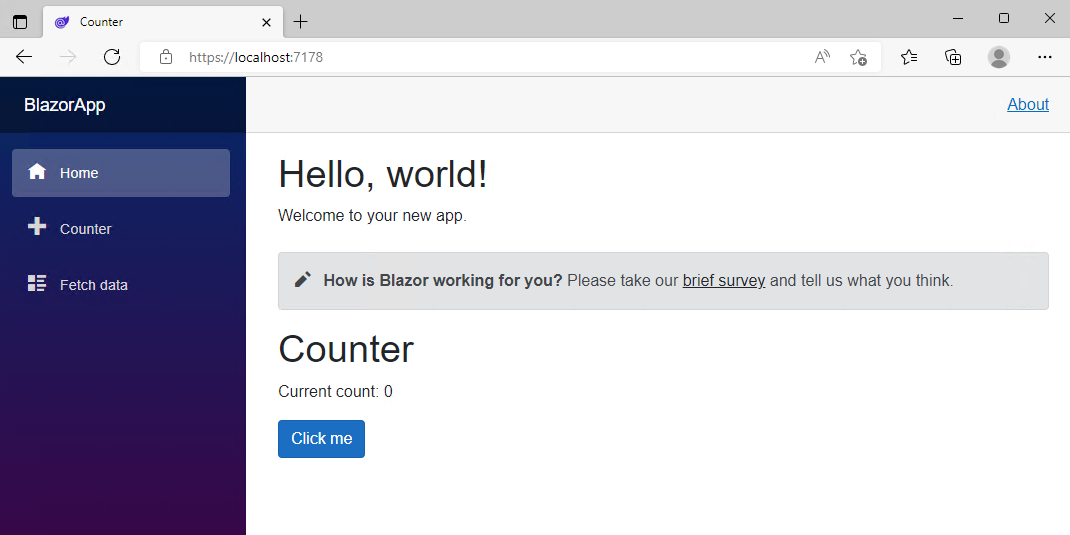 Counter
https://localhost:7178
BlazorApp
About
Home
Counter
Fetch data
Hello, world!
Welcome to your new app.
How is Blazor working for you? Please take our brief survey and tell us what you think.
Counter
Current count: 0
Click me